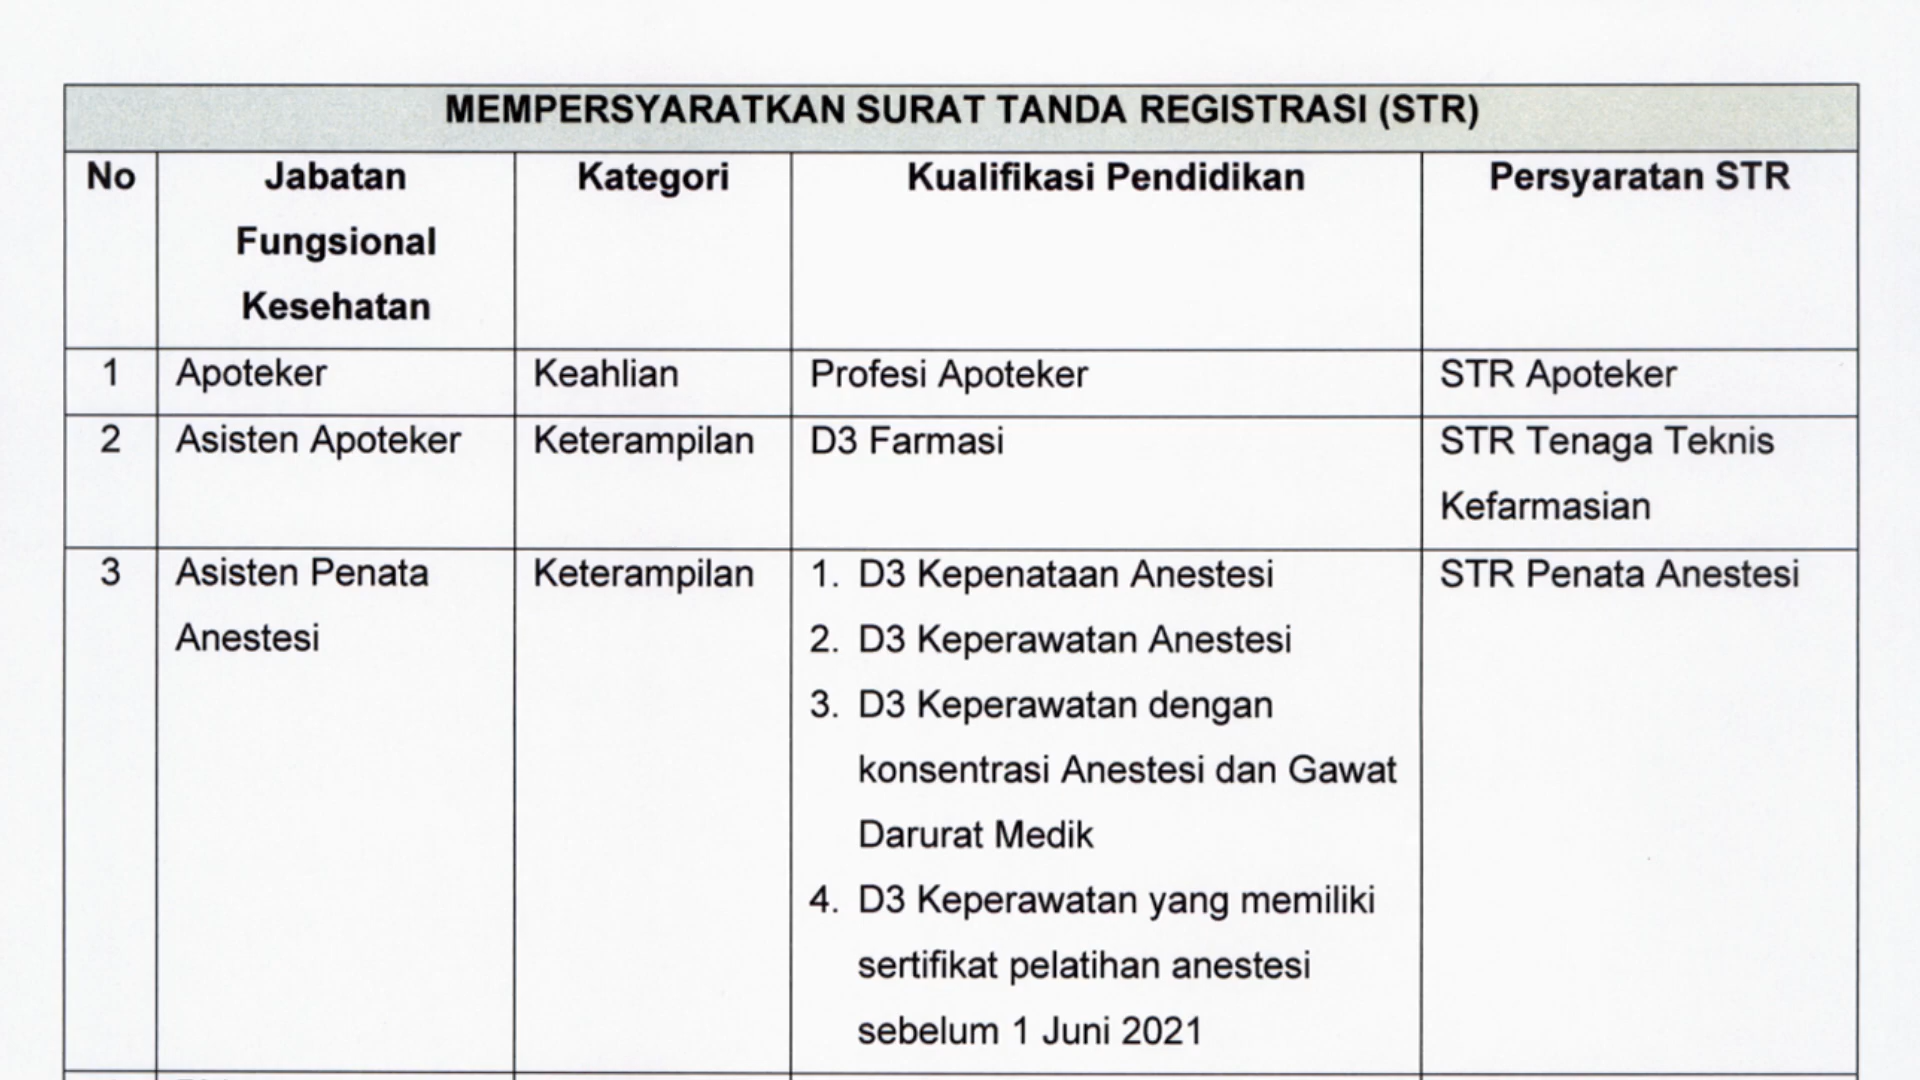 MEMPERSYARATKAN SURAT TANDA REGISTRASI (STR)
No
Jabatan
Fungsional
Kesehatan
Kategori
Kualifikasi Pendidikan
Persyaratan STR
1
Apoteker
Keahlian
Profesi Apoteker
STR Apoteker
2
Asisten Apoteker
Keterampilan
D3 Farmasi
STR Tenaga Teknis
Kefarmasian
3
Asisten Penata
Anestesi
Keterampilan
1. D3 Kepenataan Anestesi
2. D3 Keperawatan Anestesi
3. D3 Keperawatan dengan
konsentrasi Anestesi dan Gawat
Darurat Medik
4. D3 Keperawatan yang memiliki
sertifikat pelatihan anestesi
sebelum 1 Juni 2021
STR Penata Anestesi